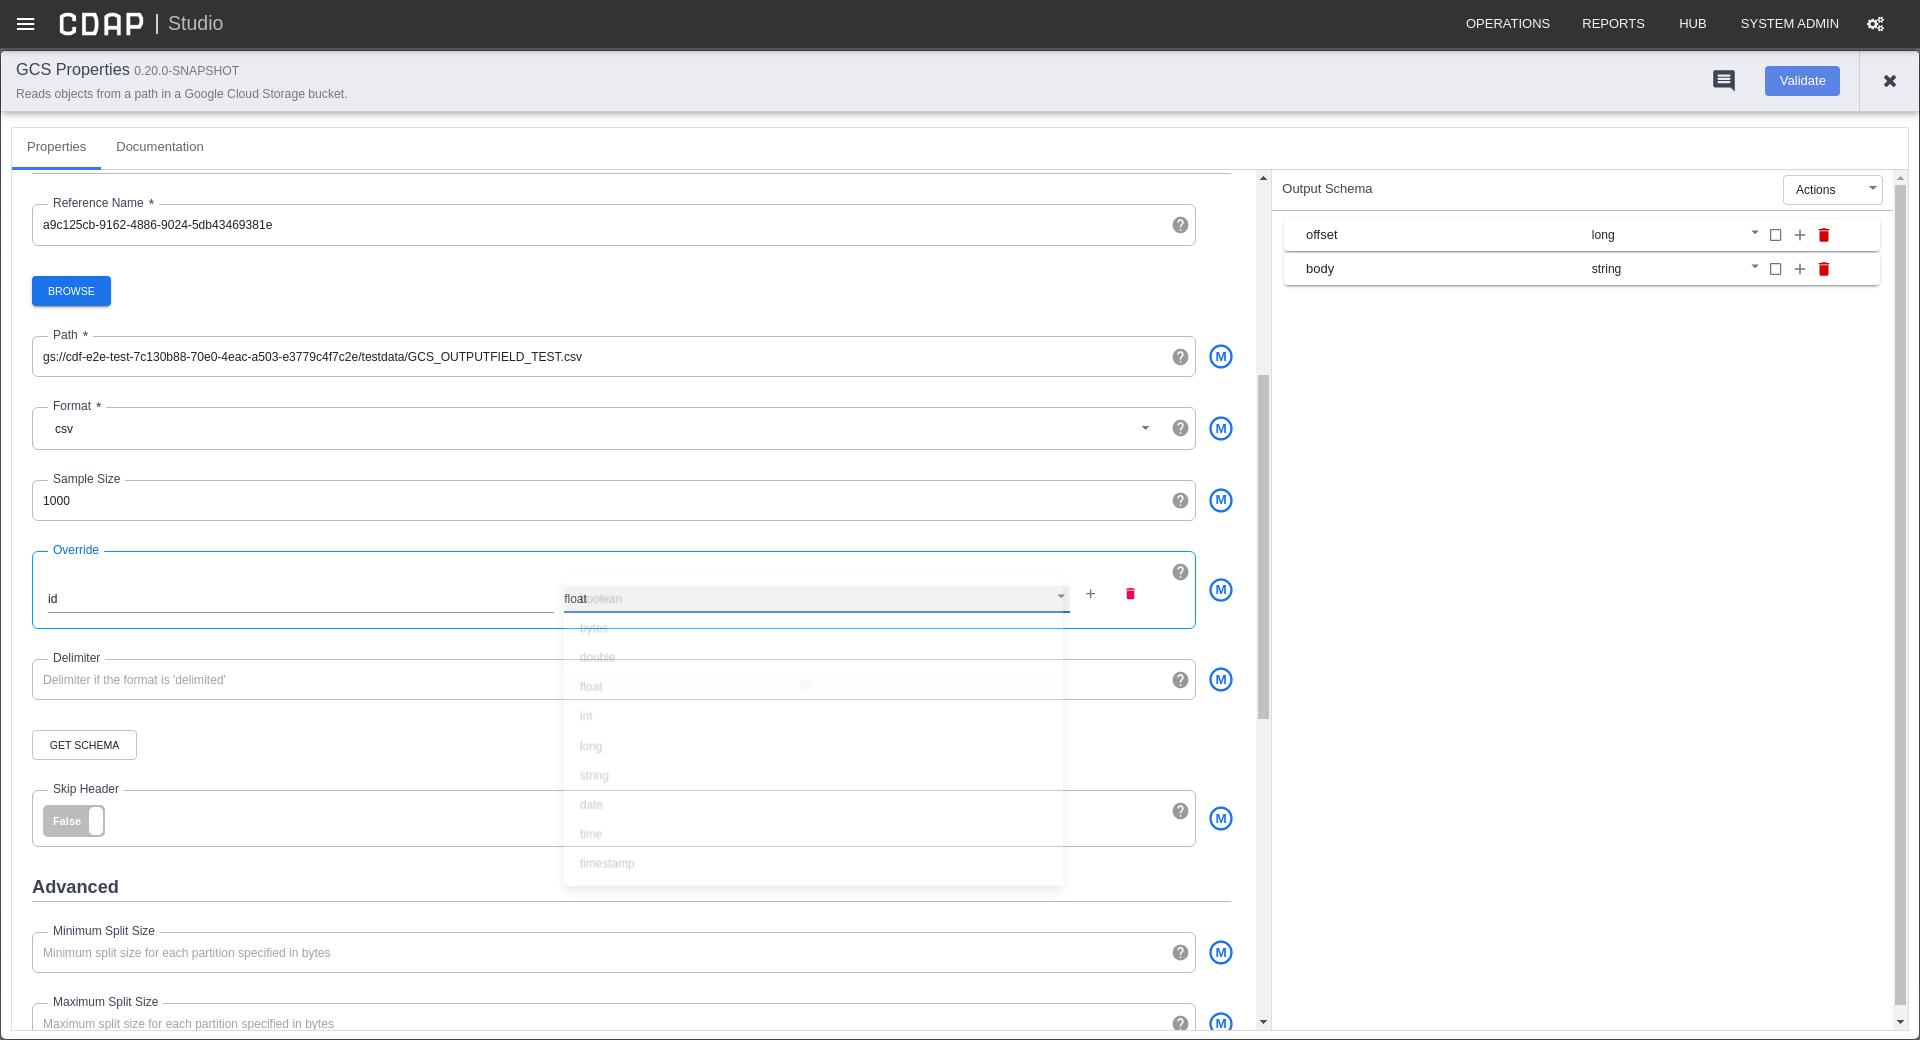 CDAP | Studio OPERATIONS REPORTS HUB SYSTEM ADMIN
GCS Properties 0.20.0-SNAPSHOT
Reads objects from a path in a Google Cloud Storage bucket.
Validate
Properties Documentation
Reference Name *
a9c125cb-9162-4886-9024-5db43469381e
BROWSE
Path *
gs://cdf-e2e-test-7c130b88-70e0-4eac-a503-e3779c4f7c2e/testdata/GCS_OUTPUTFIELD_TEST.csv
M
Format *
csv
M
Sample Size
1000
M
Override
id
float
boolean
bytes
double
float
int
long
string
date
time
timestamp
M
Delimiter
Delimiter if the format is 'delimited'
M
GET SCHEMA
Skip Header
False
M
Advanced
Minimum Split Size
Minimum split size for each partition specified in bytes
M
Maximum Split Size
Maximum split size for each partition specified in bytes
M
Output Schema
Actions
offset long
body string